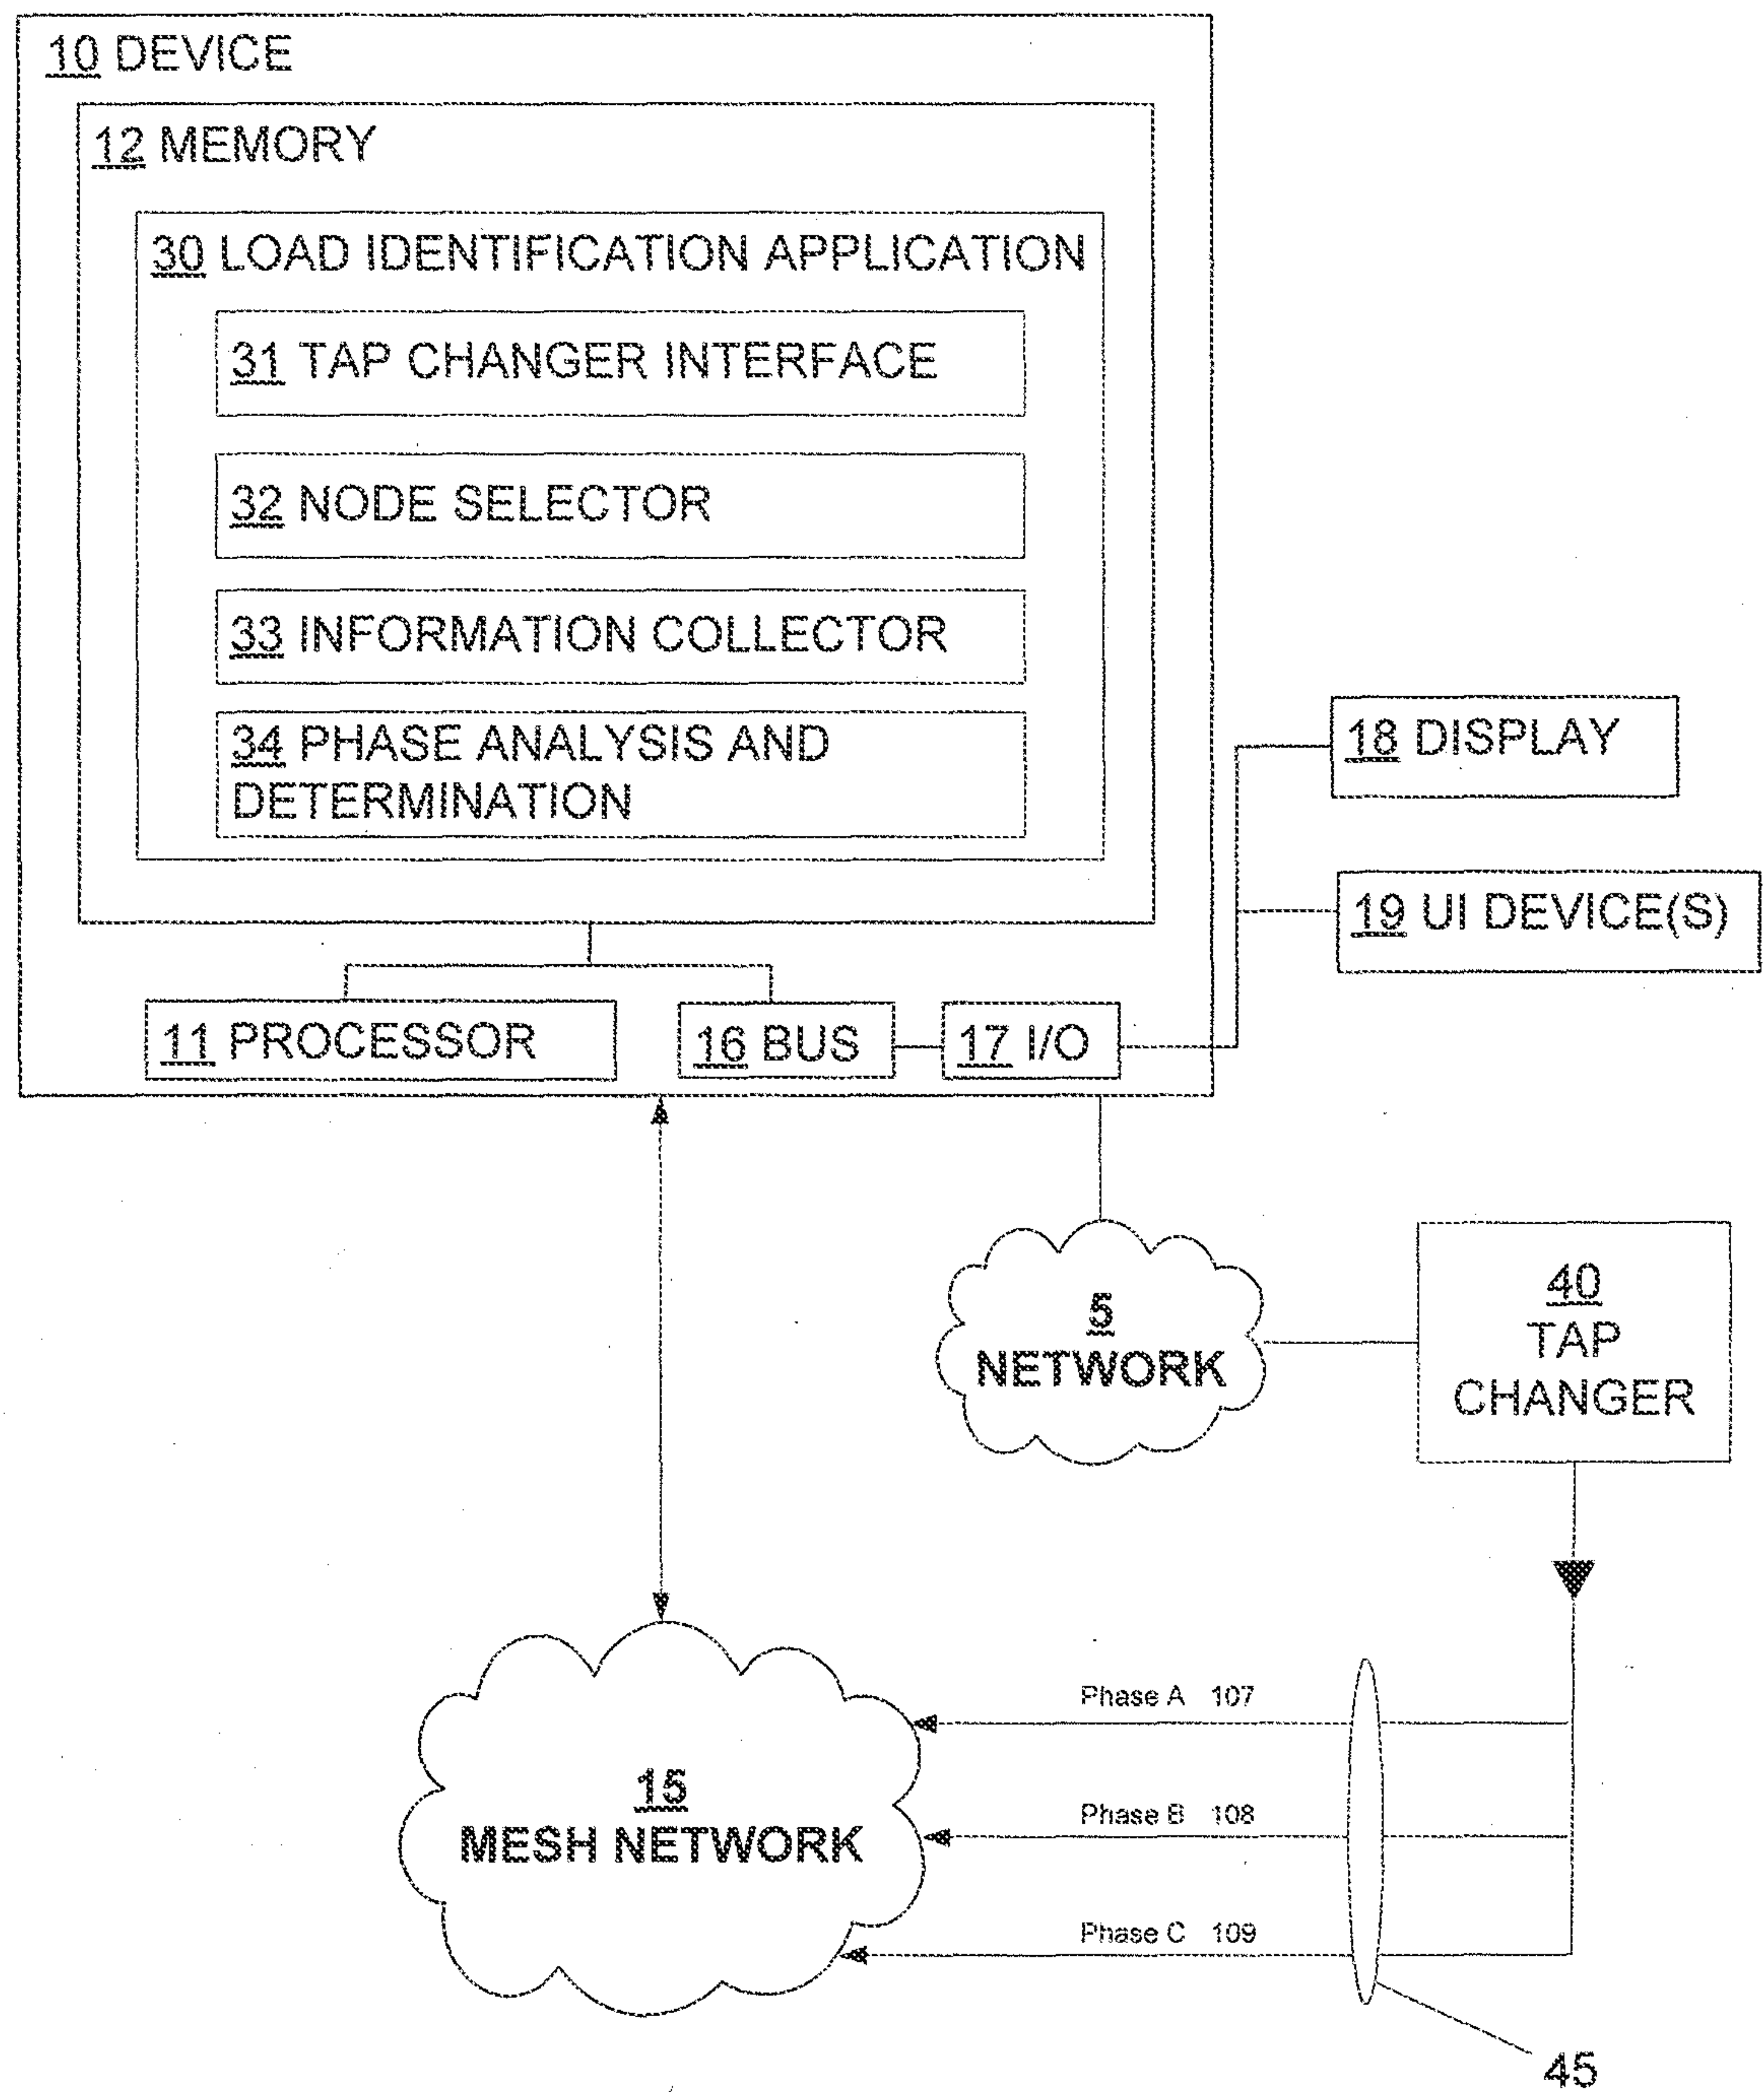 10 DEVICE
12 MEMORY
30 LOAD IDENTIFICATION APPLICATION
31 TAP CHANGER INTERFACE
32 NODE SELECTOR
33 INFORMATION COLLECTOR
34 PHASE ANALYSIS AND
DETERMINATION
18 DISPLAY
19 UI DEVICE(S)
11 PROCESSOR
16 BUS
17 I/O
5
NETWORK
40
TAP
CHANGER
Phase A 107
15
MESH NETWORK
Phase B 108
Phase C 109
45